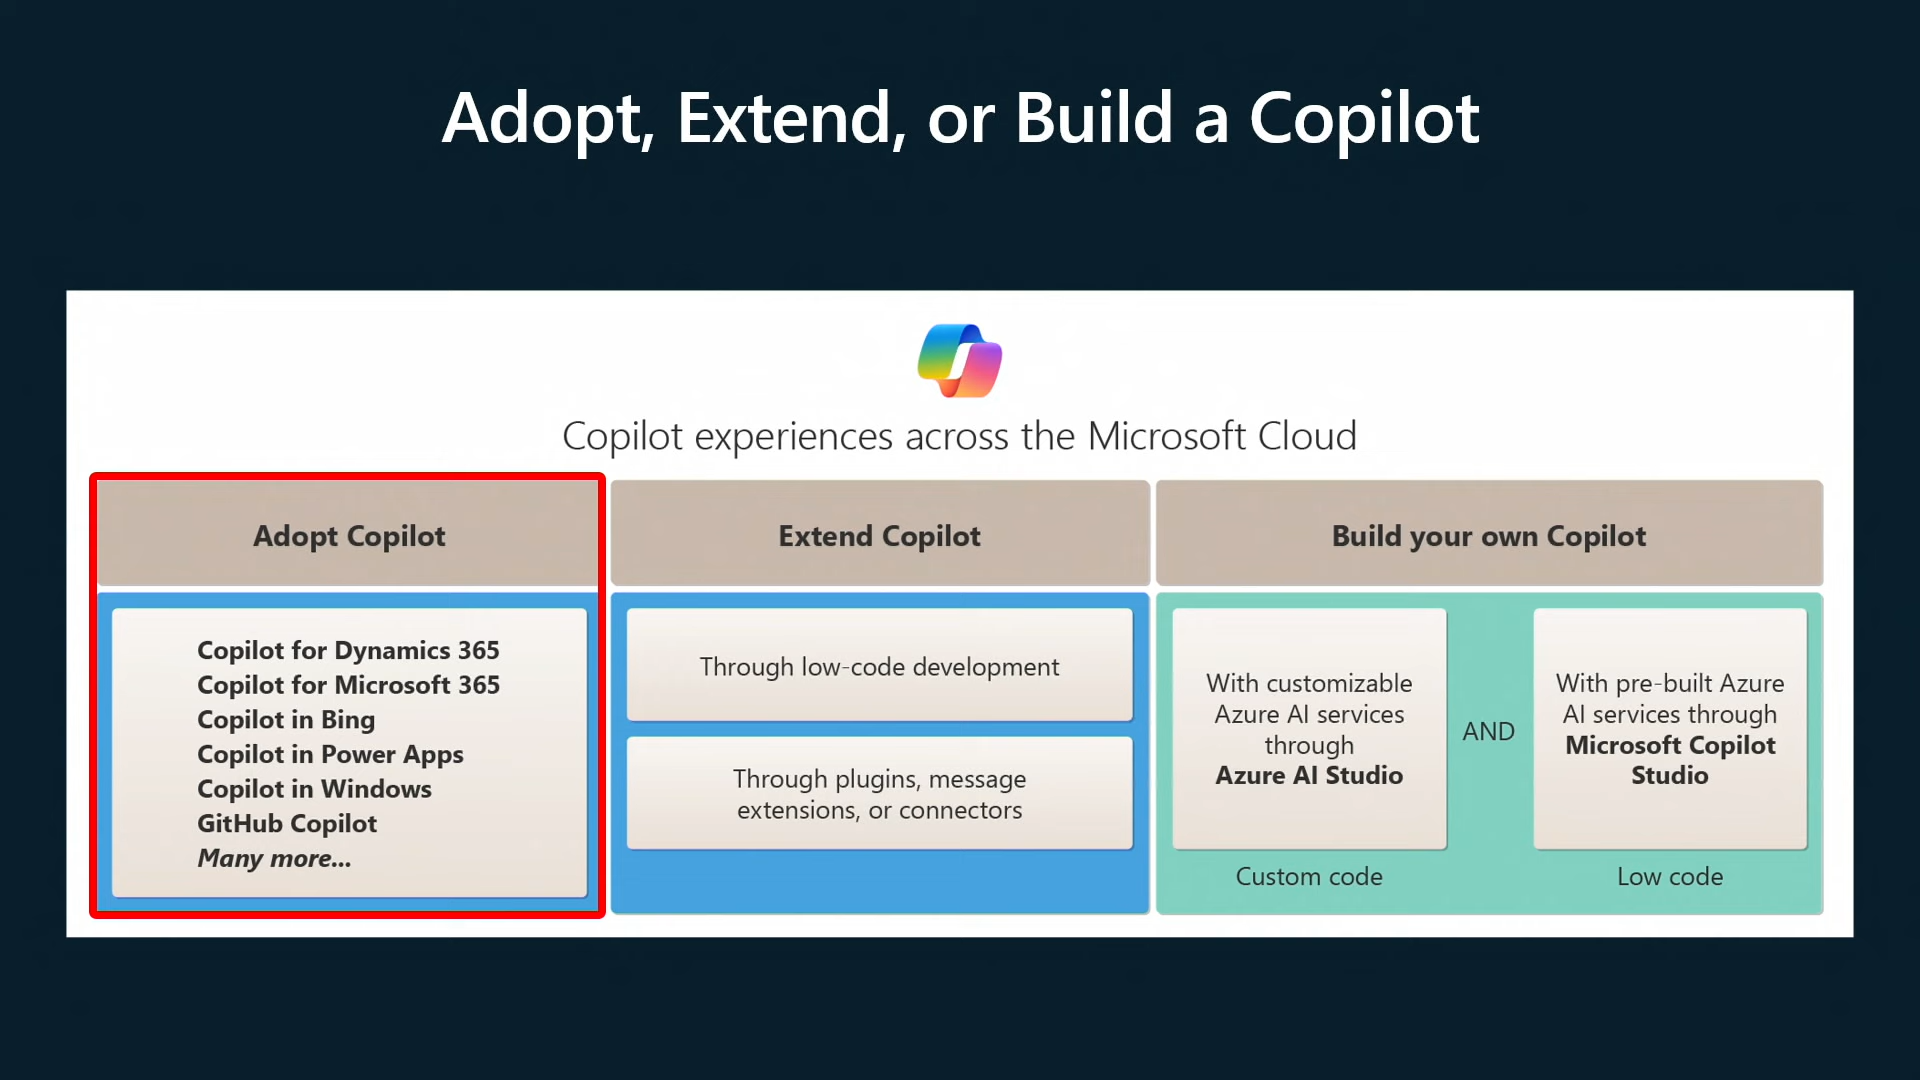 Adopt, Extend, or Build a Copilot
Copilot experiences across the Microsoft Cloud
Adopt Copilot
Copilot for Dynamics 365
Copilot for Microsoft 365
Copilot in Bing
Copilot in Power Apps
Copilot in Windows
GitHub Copilot
Many more...
Extend Copilot
Through low-code development
Through plugins, message
extensions, or connectors
Build your own Copilot
With customizable
Azure AI services
through
Azure AI Studio
Custom code
AND
With pre-built Azure
AI services through
Microsoft Copilot
Studio
Low code